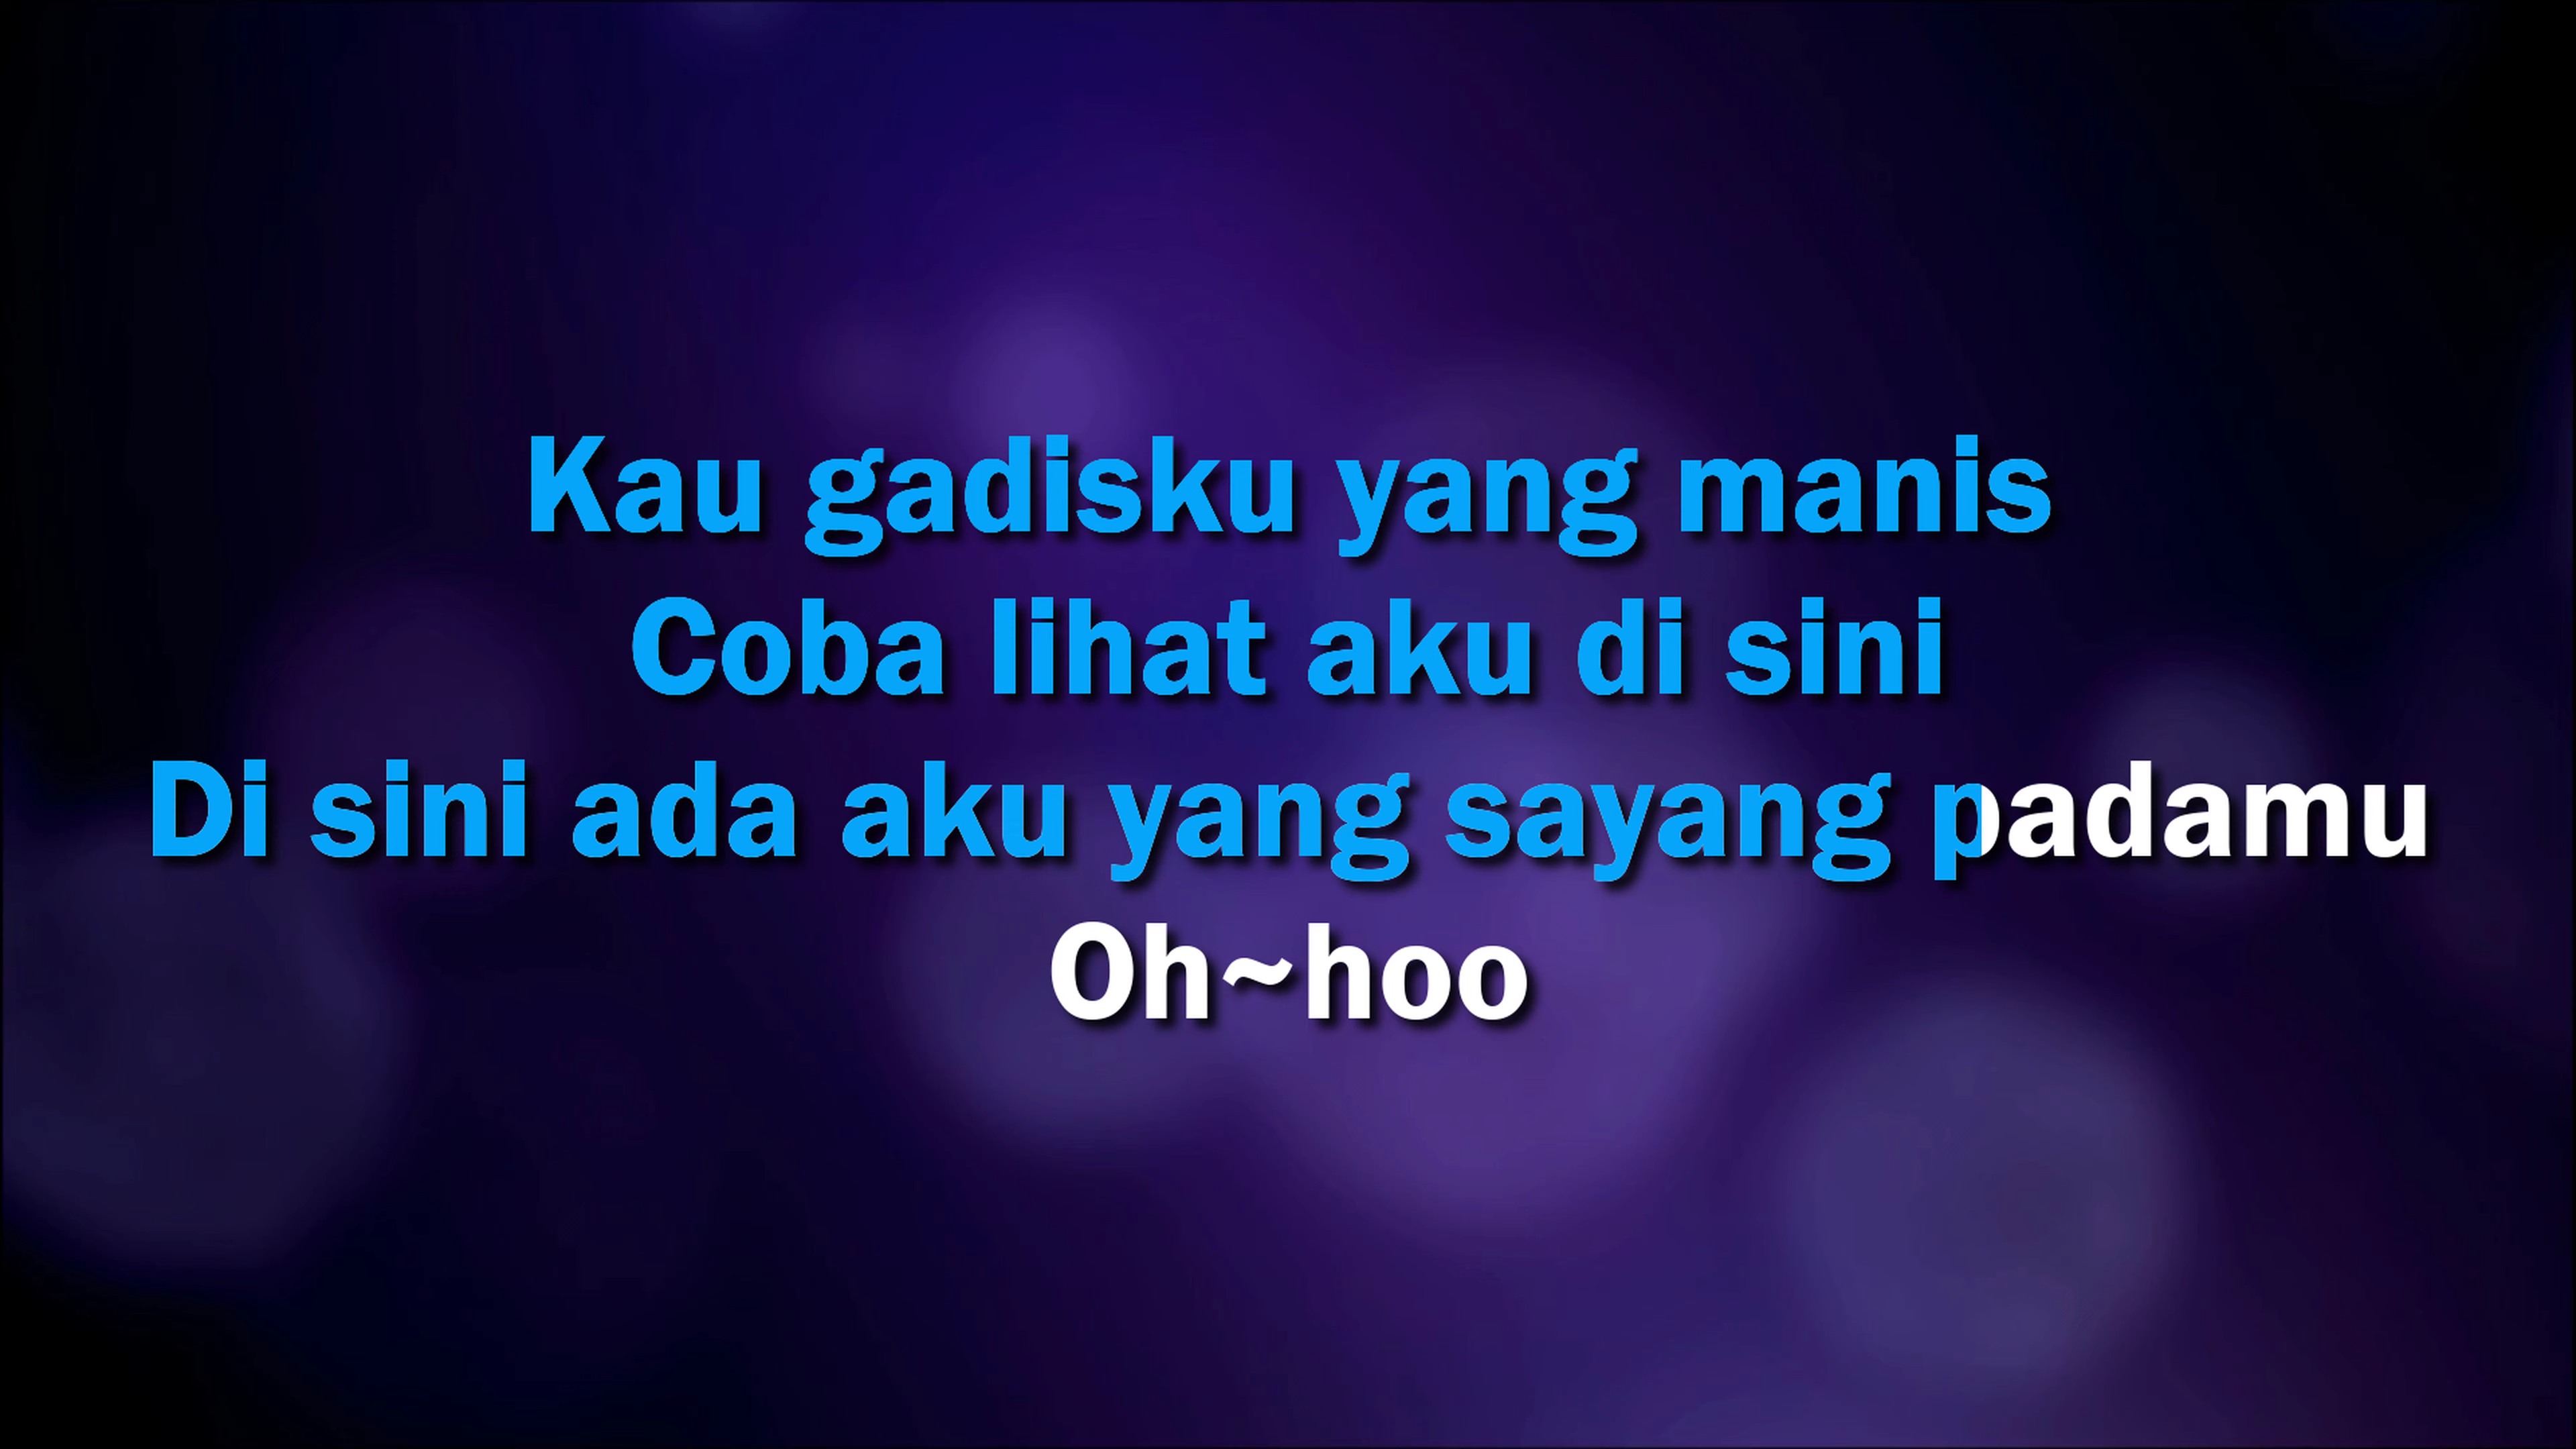 Kau gadisku yang manis
Coba lihat aku di sini
Di sini ada aku yang sayang padamu
Oh~hoo